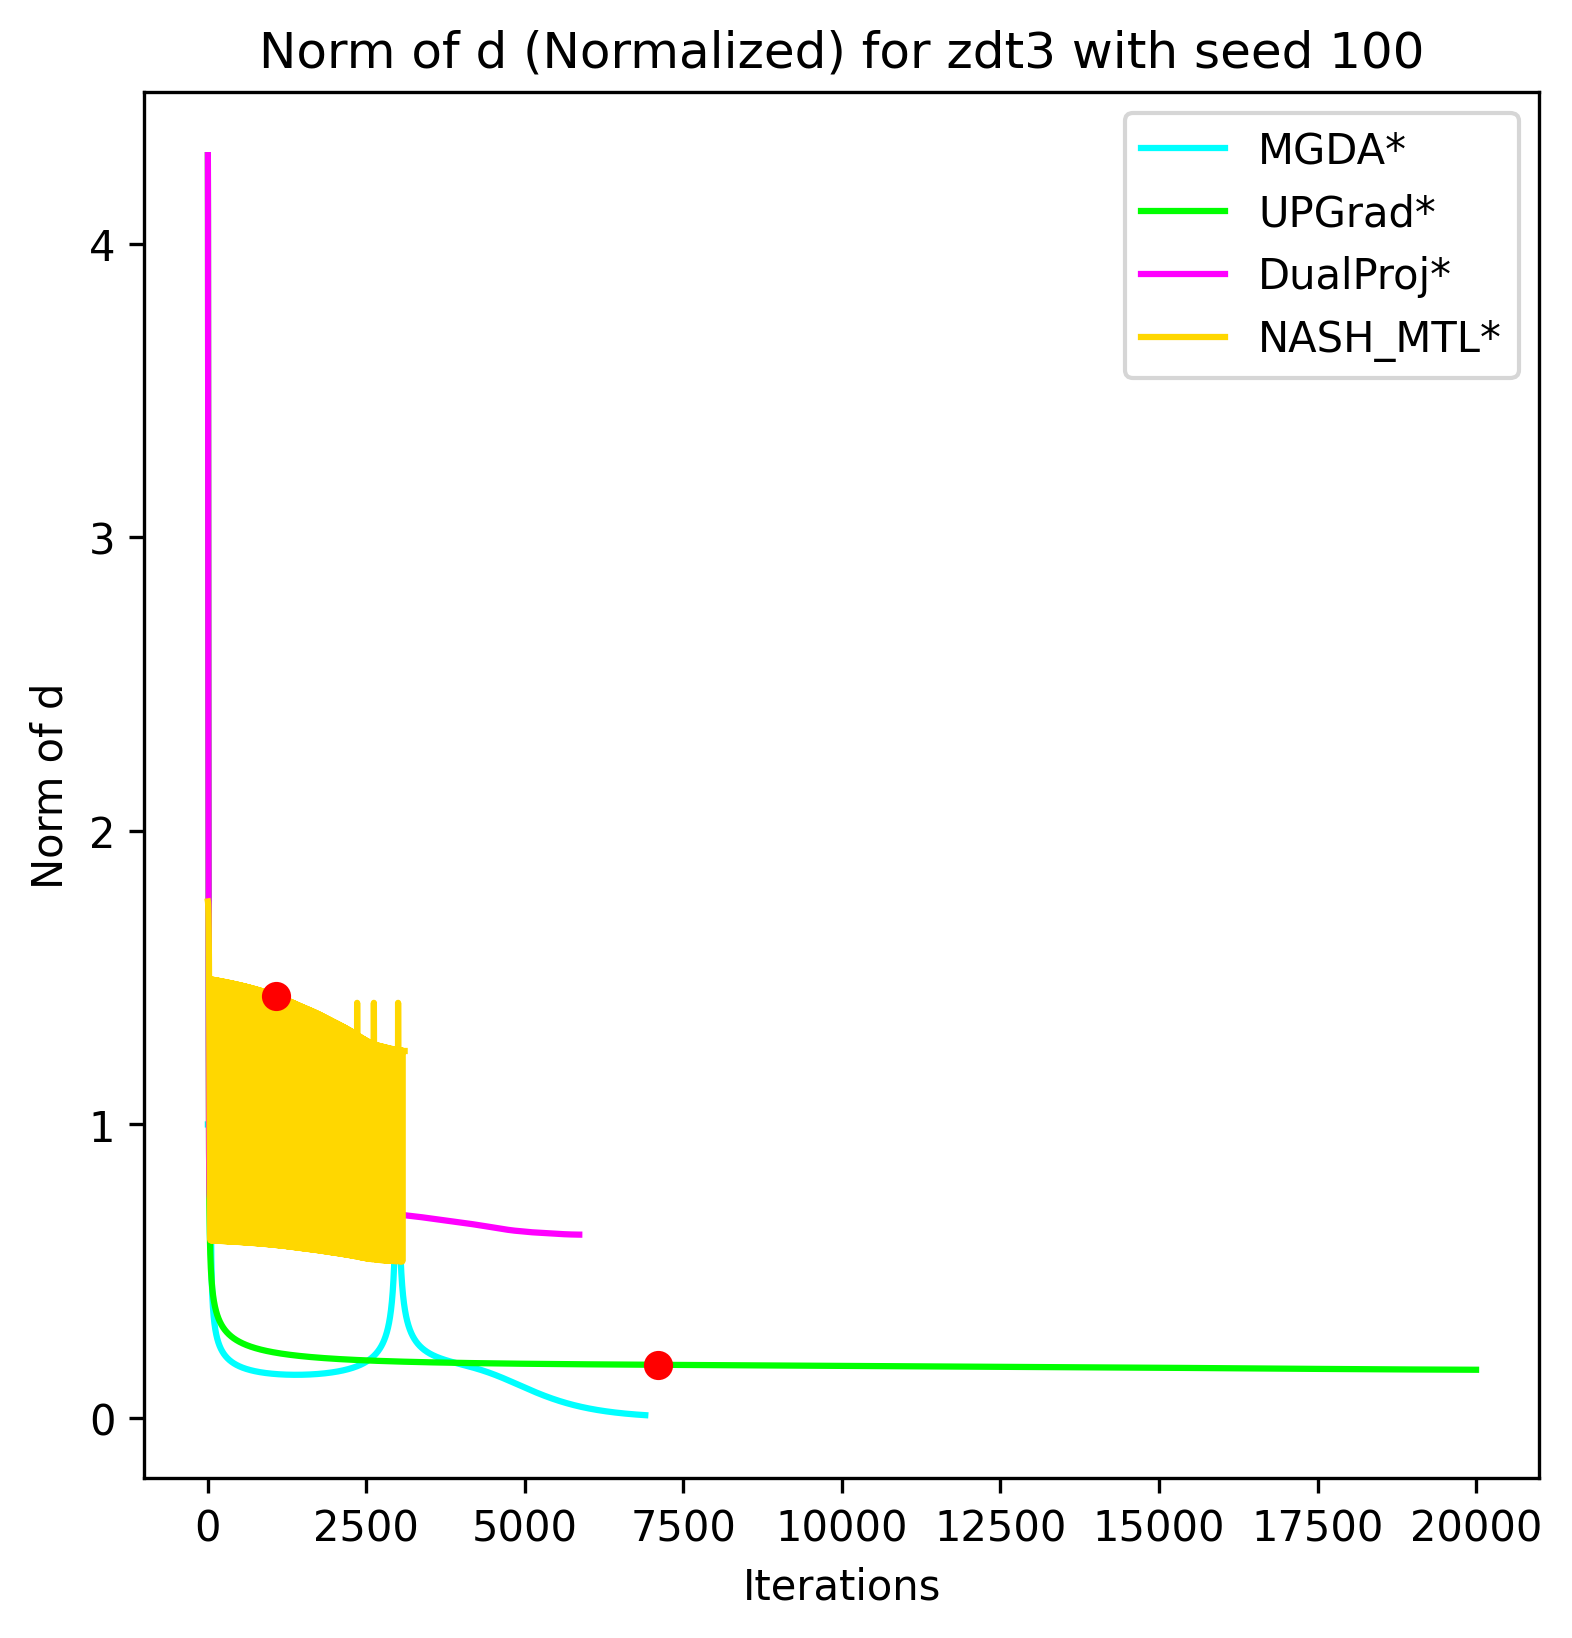 Norm of d (Normalized) for zdt3 with seed 100
MGDA*
UPGrad*
DualProj*
NASH_MTL*
4
3
2
1
0
Norm of d
0 2500 5000 7500 10000 12500 15000 17500 20000
Iterations